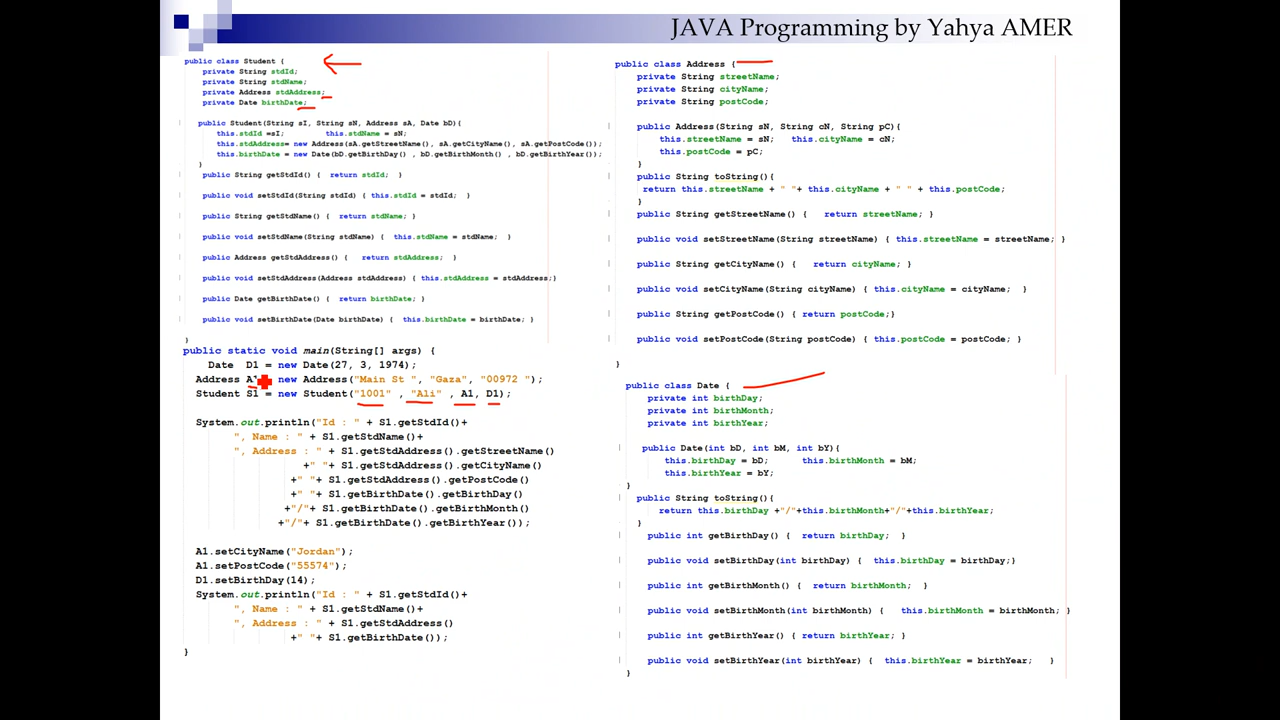 JAVA Programming by Yahya AMER
public class Student {
private String stdId;
private String stdName;
private Address stdAddress;
private Date birthDate;
public Student(String sI, String sN, Address sA, Date bD){
this.stdId =sI; this.stdName = sN;
this.stdAddress= new Address(sA.getStreetName(), sA.getCityName(), sA.getPostCode());
this.birthDate = new Date(bD.getBirthDay() , bD.getBirthMonth() , bD.getBirthYear());
}
public String getStdId() { return stdId; }
public void setStdId(String stdId) { this.stdId = stdId; }
public String getStdName() { return stdName; }
public void setStdName(String stdName) { this.stdName = stdName; }
public Address getStdAddress() { return stdAddress; }
public void setStdAddress(Address stdAddress) { this.stdAddress = stdAddress;}
public Date getBirthDate() { return birthDate; }
public void setBirthDate(Date birthDate) { this.birthDate = birthDate; }
}
public static void main(String[] args) {
Date D1 = new Date(27, 3, 1974);
Address A1 new Address("Main St ", "Gaza", "00972 ");
Student S1 = new Student("1001" , "Ali" , A1, D1);
System.out.println("Id : " + S1.getStdId()+
", Name : " + S1.getStdName()+
", Address : " + S1.getStdAddress().getStreetName()
+" "+ S1.getStdAddress().getCityName()
+" "+ S1.getStdAddress().getPostCode()
+" "+ S1.getBirthDate().getBirthDay()
+"/"+ S1.getBirthDate().getBirthMonth()
+"/"+ S1.getBirthDate().getBirthYear());
A1.setCityName("Jordan");
A1.setPostCode("55574");
D1.setBirthDay(14);
System.out.println("Id : " + S1.getStdId()+
", Name : " + S1.getStdName()+
", Address : " + S1.getStdAddress()
+" "+ S1.getBirthDate());
}
public class Address {
private String streetName;
private String cityName;
private String postCode;
public Address(String sN, String cN, String pC){
this.streetName = sN; this.cityName = cN;
this.postCode = pC;
}
public String toString(){
return this.streetName + " "+ this.cityName + " " + this.postCode;
}
public String getStreetName() { return streetName; }
public void setStreetName(String streetName) { this.streetName = streetName; }
public String getCityName() { return cityName; }
public void setCityName(String cityName) { this.cityName = cityName; }
public String getPostCode() { return postCode;}
public void setPostCode(String postCode) { this.postCode = postCode; }
}
public class Date {
private int birthDay;
private int birthMonth;
private int birthYear;
public Date(int bD, int bM, int bY){
this.birthDay = bD; this.birthMonth = bM;
this.birthYear = bY;
}
public String toString(){
return this.birthDay +"/"+this.birthMonth+"/"+this.birthYear;
}
public int getBirthDay() { return birthDay; }
public void setBirthDay(int birthDay) { this.birthDay = birthDay;}
public int getBirthMonth() { return birthMonth; }
public void setBirthMonth(int birthMonth) { this.birthMonth = birthMonth; }
public int getBirthYear() { return birthYear; }
public void setBirthYear(int birthYear) { this.birthYear = birthYear; }
}